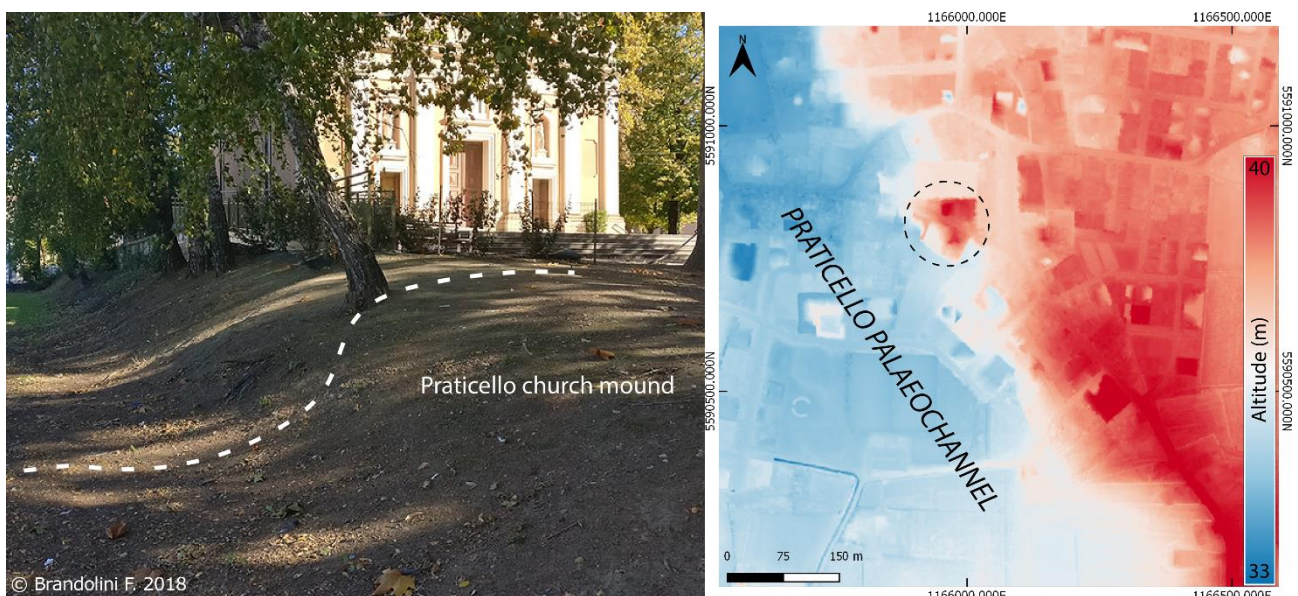 Praticello church mound
© Brandolini F. 2018
1166000.000E
1166500.000E
N
5591000.000N
5591000.000N
40
PRATICELLO PALAEOCHANNEL
5590500.000N
5590500.000N
Altitude (m)
0 75 150 m
33
1166000.000E
1166500.000E